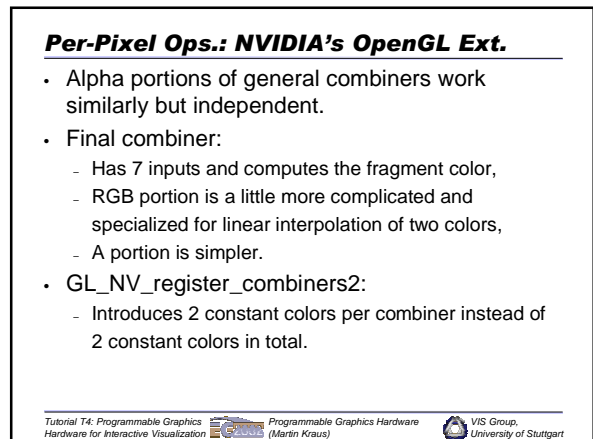 Per-Pixel Ops.: NVIDIA's OpenGL Ext.
• Alpha portions of general combiners work
similarly but independent.
• Final combiner:
– Has 7 inputs and computes the fragment color,
– RGB portion is a little more complicated and
specialized for linear interpolation of two colors,
– A portion is simpler.
• GL_NV_register_combiners2:
– Introduces 2 constant colors per combiner instead of
2 constant colors in total.
Tutorial T4: Programmable Graphics
Hardware for Interactive Visualization
Programmable Graphics Hardware
(Martin Kraus)
VIS Group,
University of Stuttgart